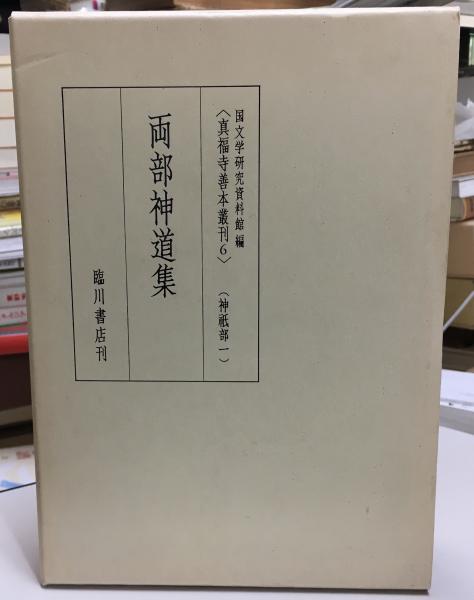 国文学研究資料館編
〈真福寺善本叢刊6〉
(神祇部一)
両部神道集
臨川書店刊